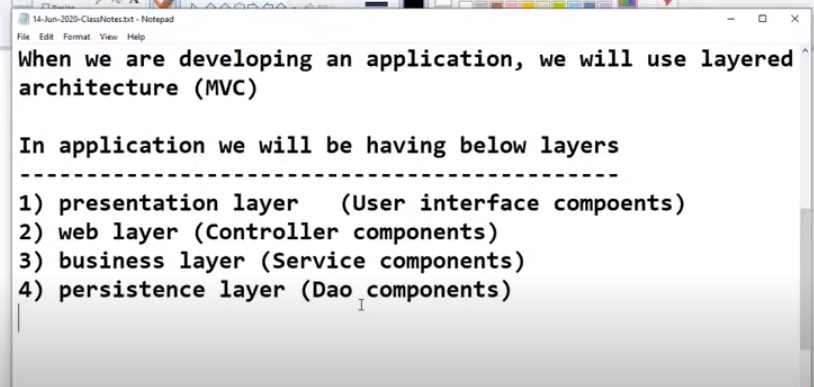 14-Jun-2020-ClassNotes.txt - Notepad
File Edit Format View Help
When we are developing an application, we will use layered
architecture (MVC)
In application we will be having below layers
---------------------------------------------
1) presentation layer (User interface compoents)
2) web layer (Controller components)
3) business layer (Service components)
4) persistence layer (Dao components)